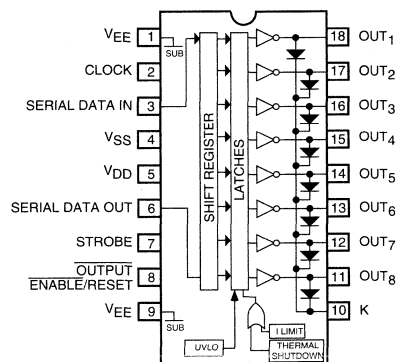 VEE 1 18 OUT1
SUB
CLOCK 2 17 OUT2
SERIAL DATA IN 3 16 OUT3
VSS 4 15 OUT4
VDD 5 14 OUT5
SERIAL DATA OUT 6 13 OUT6
STROBE 7 12 OUT7
OUTPUT
ENABLE/RESET 8 11 OUT8
VEE 9 10 K
SUB
SHIFT REGISTER
LATCHES
I LIMIT
UVLO
THERMAL
SHUTDOWN